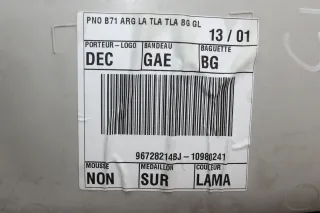 PNO B71 ARG LA TLA TLA BG GL
13 / 01
PORTEUR-LOGO BANDEAU BAGUETTE
DEC GAE BG
967282148J-10980241
MOUSSE MEDAILLON COULEUR
NON SUR LAMA